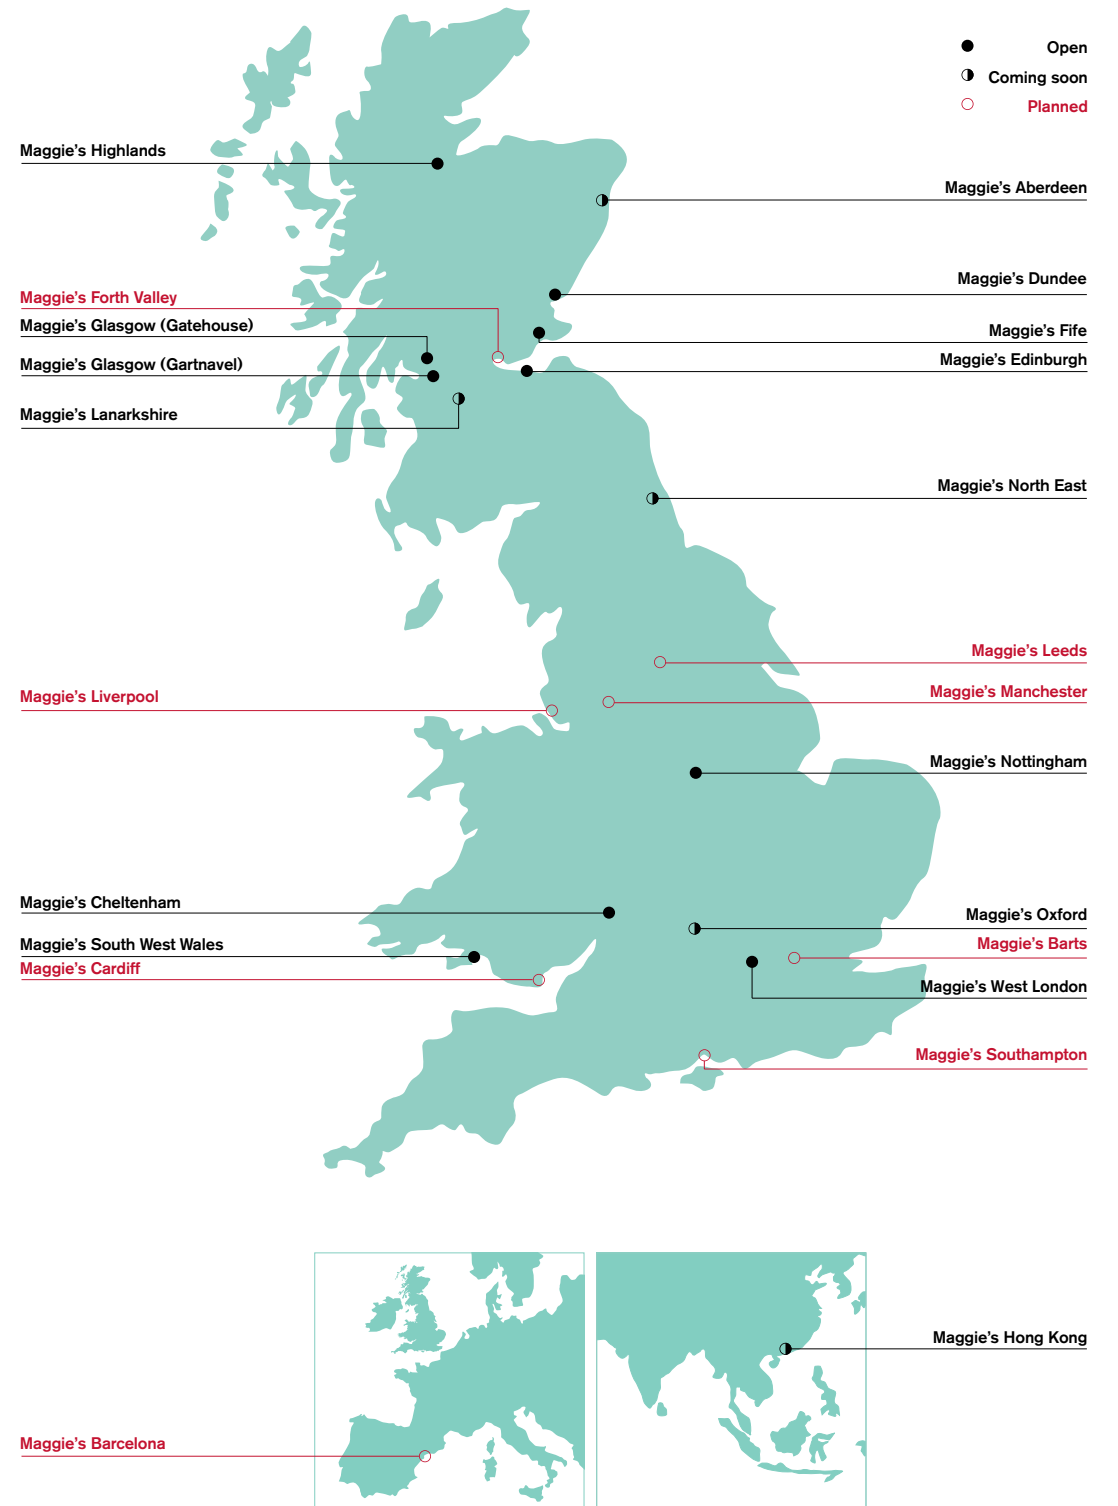 Open
Coming soon
Planned
Maggie’s Highlands
Maggie’s Aberdeen
Maggie’s Dundee
Maggie’s Forth Valley
Maggie’s Glasgow (Gatehouse)
Maggie’s Fife
Maggie’s Edinburgh
Maggie’s Glasgow (Gartnavel)
Maggie’s Lanarkshire
Maggie’s North East
Maggie’s Leeds
Maggie’s Manchester
Maggie’s Liverpool
Maggie’s Nottingham
Maggie’s Cheltenham
Maggie’s Oxford
Maggie’s South West Wales
Maggie’s Barts
Maggie’s Cardiff
Maggie’s West London
Maggie’s Southampton
Maggie’s Hong Kong
Maggie’s Barcelona